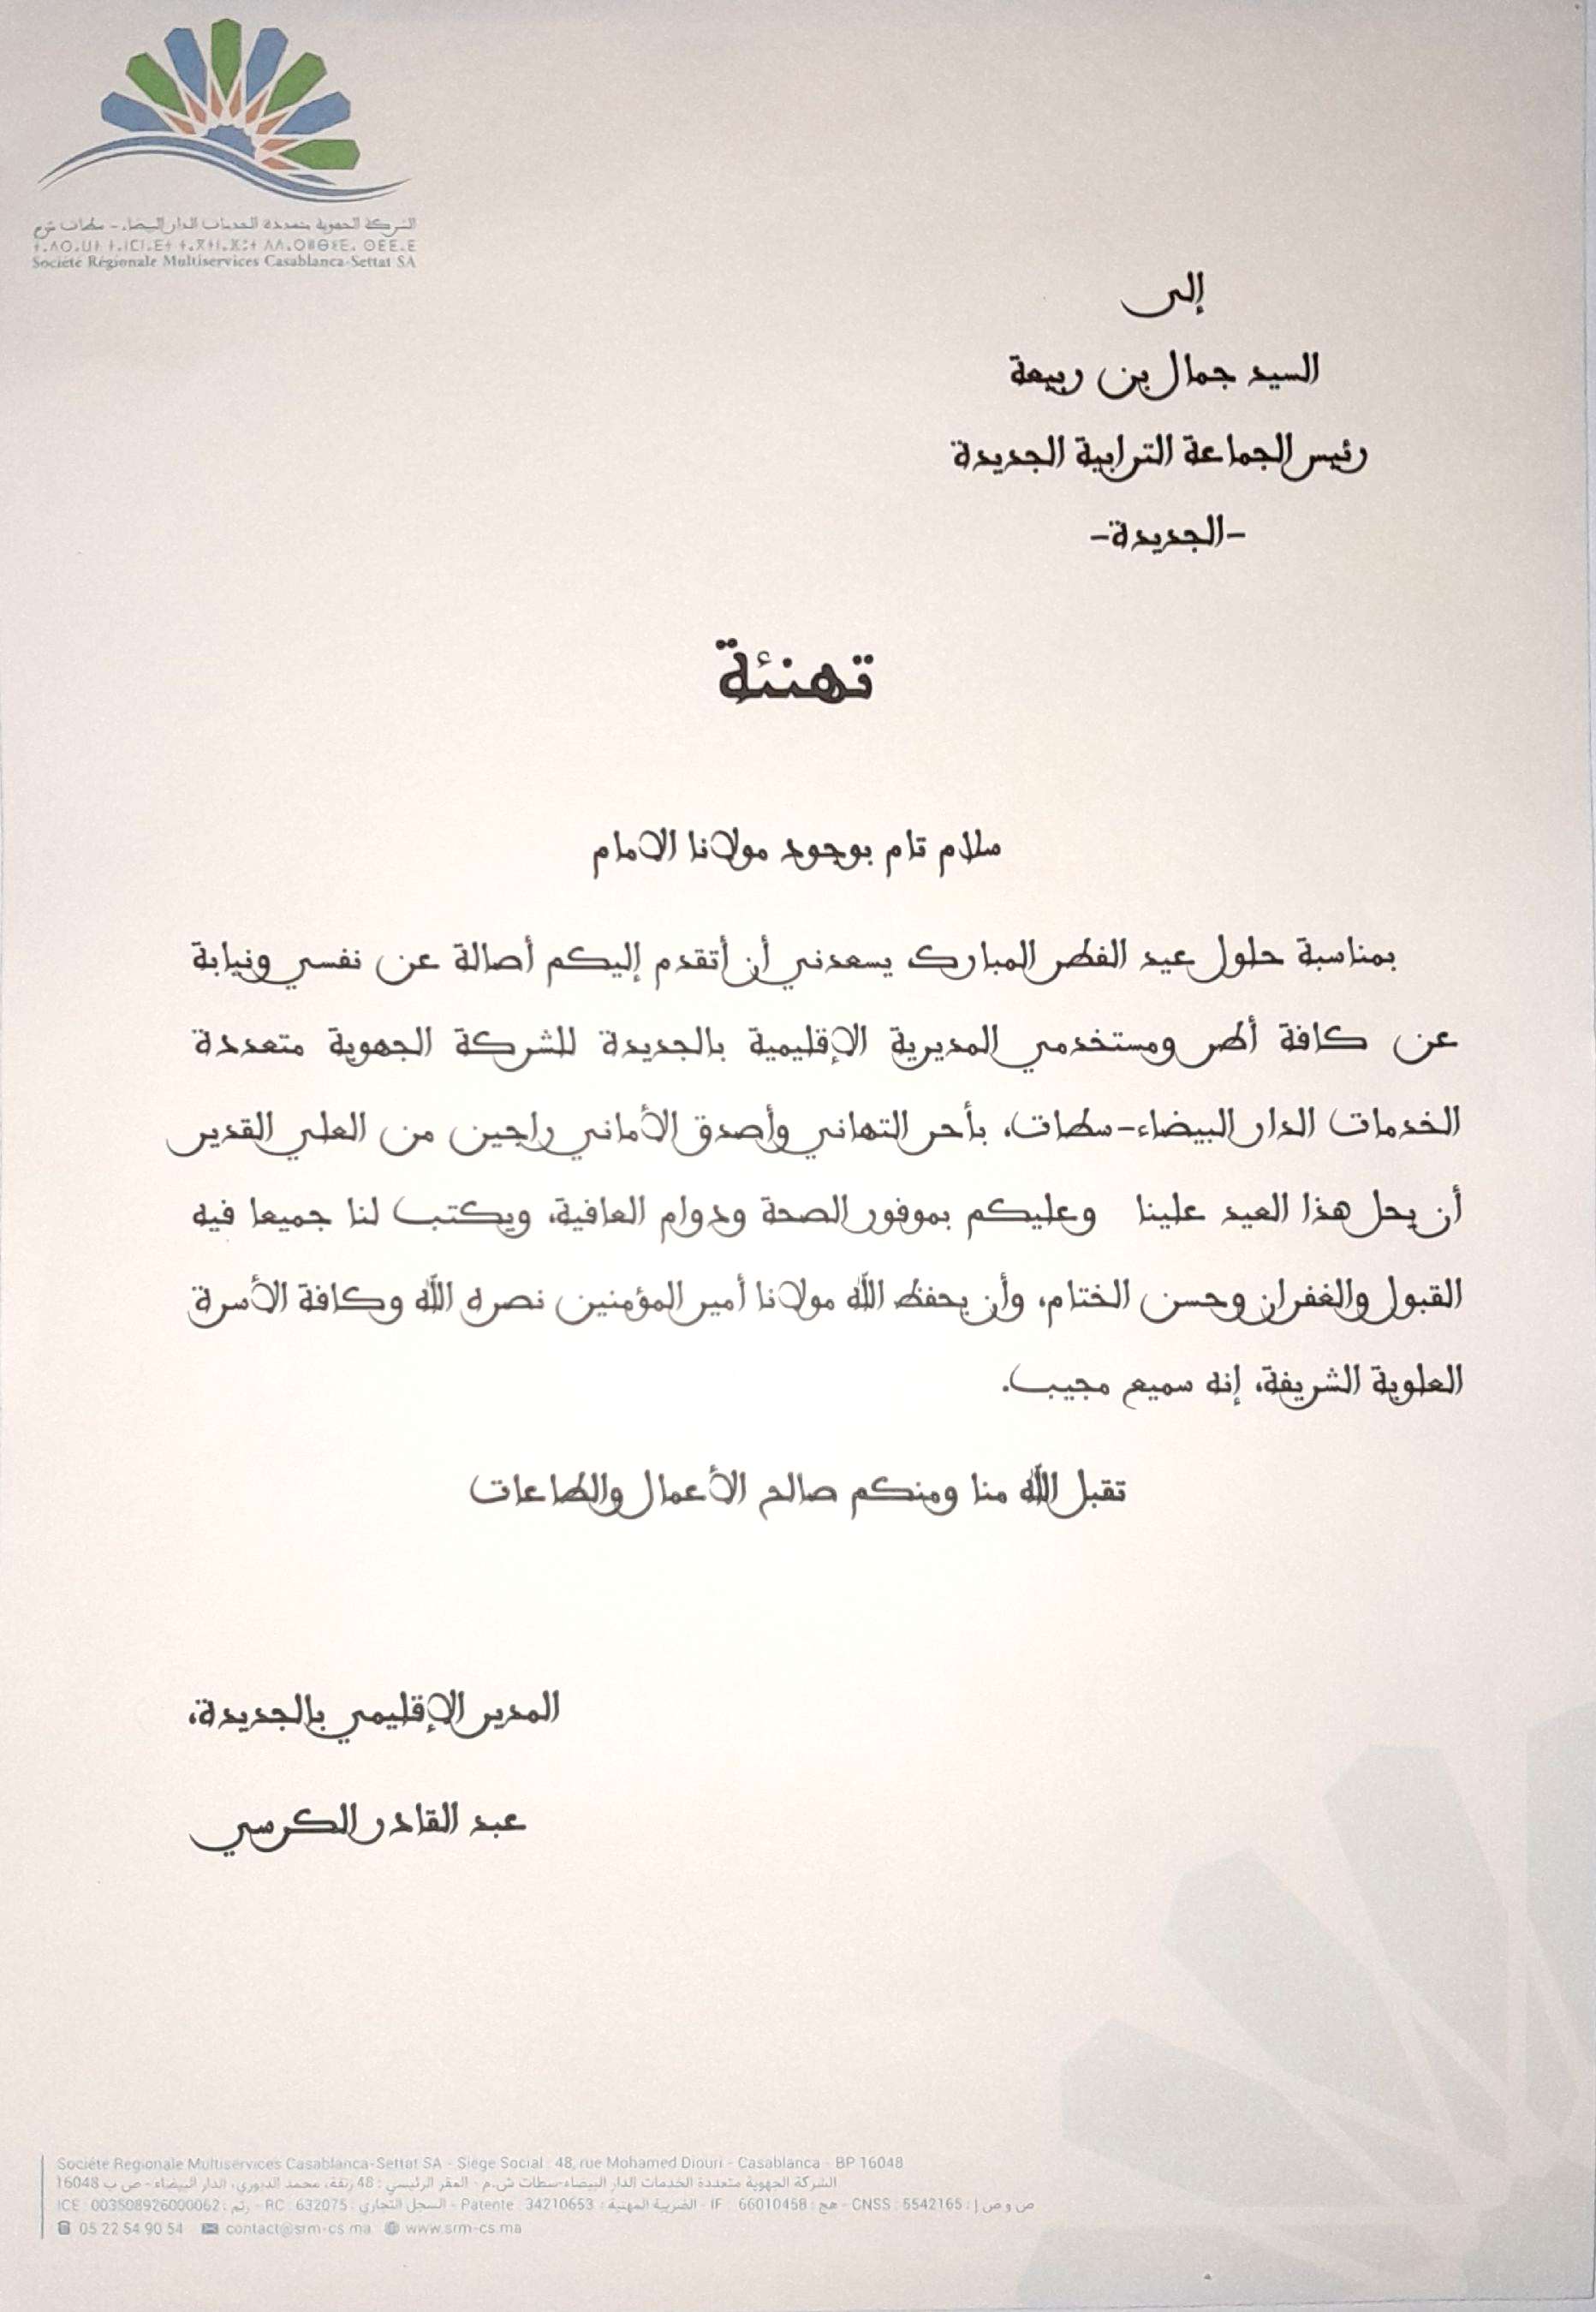 الشركة الجهوية متعددة الخدمات الدار البيضاء - سطات ش.م
Société Régionale Multiservices Casablanca-Settat SA
إلى
السيد جمال بن ربيعة
رئيس الجماعة الترابية الجديدة
-الجديدة-
تهنئة
سلام تام بوجود مولانا الامام
بمناسبة حلول عيد الفطر المبارك يسعدني أن أتقدم إليكم أصالة عن نفسي ونيابة
عن كافة أطر ومستخدمي المديرية الإقليمية بالجديدة للشركة الجهوية متعددة
الخدمات الدار البيضاء-سطات، بأحر التهاني وأصدق الأماني راجين من العلي القدير
أن يحل هذا العيد علينا وعليكم بموفور الصحة ودوام العافية، ويكتب لنا جميعا فيه
القبول والغفران وحسن الختام، وأن يحفظ الله مولانا أمير المؤمنين نصره الله وكافة الأسرة
العلوية الشريفة، إنه سميع مجيب.
تقبل الله منا ومنكم صالح الأعمال والطاعات
المدير الإقليمي بالجديدة،
عبد القادر الكرسي
Société Régionale Multiservices Casablanca-Settat SA - Siège Social : 48, rue Mohamed Diouri - Casablanca - BP 16048
الشركة الجهوية متعددة الخدمات الدار البيضاء-سطات ش.م - المقر الرئيسي : 48 زنقة، محمد الديوري، الدار البيضاء - ص ب 16048
ICE : 003508926000062 : رتم - RC : 632075 : السجل التجاري - Patente : 34210653 : الضريبة المهنية - IF : 66010458 : هج - CNSS : 5542165 : ص و ص إ
05 22 54 90 54 contact@srm-cs.ma www.srm-cs.ma